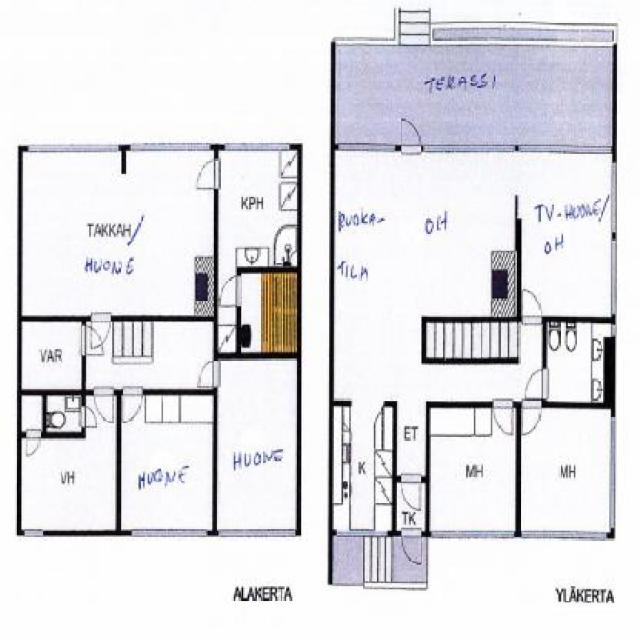 TERASSI
KPH
TAKKAH/
HUONE
RUOKA-
TILA
OH
TV-HUONE/
OH
VAR
ET
K
MH
MH
VH
HUONE
HUONE
TK
ALAKERTA
YLÄKERTA